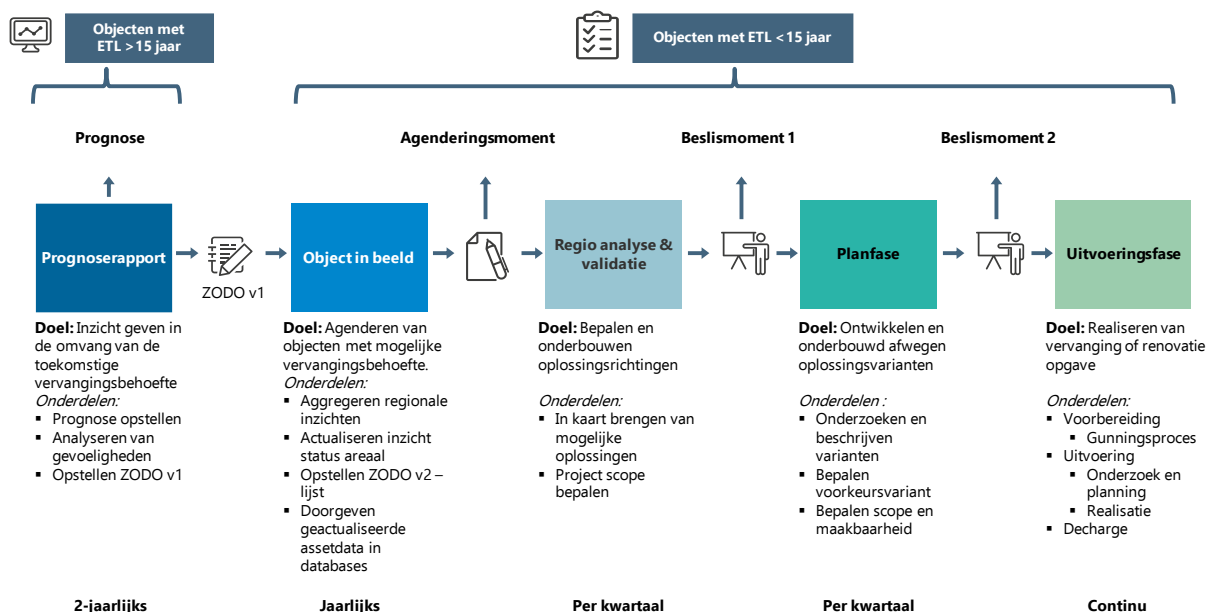 Objecten met
ETL >15 jaar
Objecten met ETL <15 jaar
Prognose
Agenderingsmoment
Beslismoment 1
Beslismoment 2
Prognoserapport
ZODO v1
Object in beeld
Regio analyse &
validatie
Planfase
Uitvoeringsfase
Doel: Inzicht geven in
de omvang van de
toekomstige
vervangingsbehoefte
Onderdelen:
▪ Prognose opstellen
▪ Analyseren van
gevoeligheden
▪ Opstellen ZODO v1
Doel: Agenderen van
objecten met mogelijke
vervangingsbehoefte.
Onderdelen:
▪ Aggregeren regionale
inzichten
▪ Actualiseren inzicht
status areaal
▪ Opstellen ZODO v2 –
lijst
▪ Doorgeven
geactualiseerde
assetdata in
databases
Doel: Bepalen en
onderbouwen
oplossingsrichtingen
Onderdelen:
▪ In kaart brengen van
mogelijke
oplossingen
▪ Project scope
bepalen
Doel: Ontwikkelen en
onderbouwd afwegen
oplossingsvarianten
Onderdelen :
▪ Onderzoeken en
beschrijven
varianten
▪ Bepalen
voorkeursvariant
▪ Bepalen scope en
maakbaarheid
Doel: Realiseren van
vervanging of renovatie
opgave
Onderdelen:
▪ Voorbereiding
▪ Gunningsproces
▪ Uitvoering
▪ Onderzoek en
planning
▪ Realisatie
▪ Decharge
2-jaarlijks
Jaarlijks
Per kwartaal
Per kwartaal
Continu